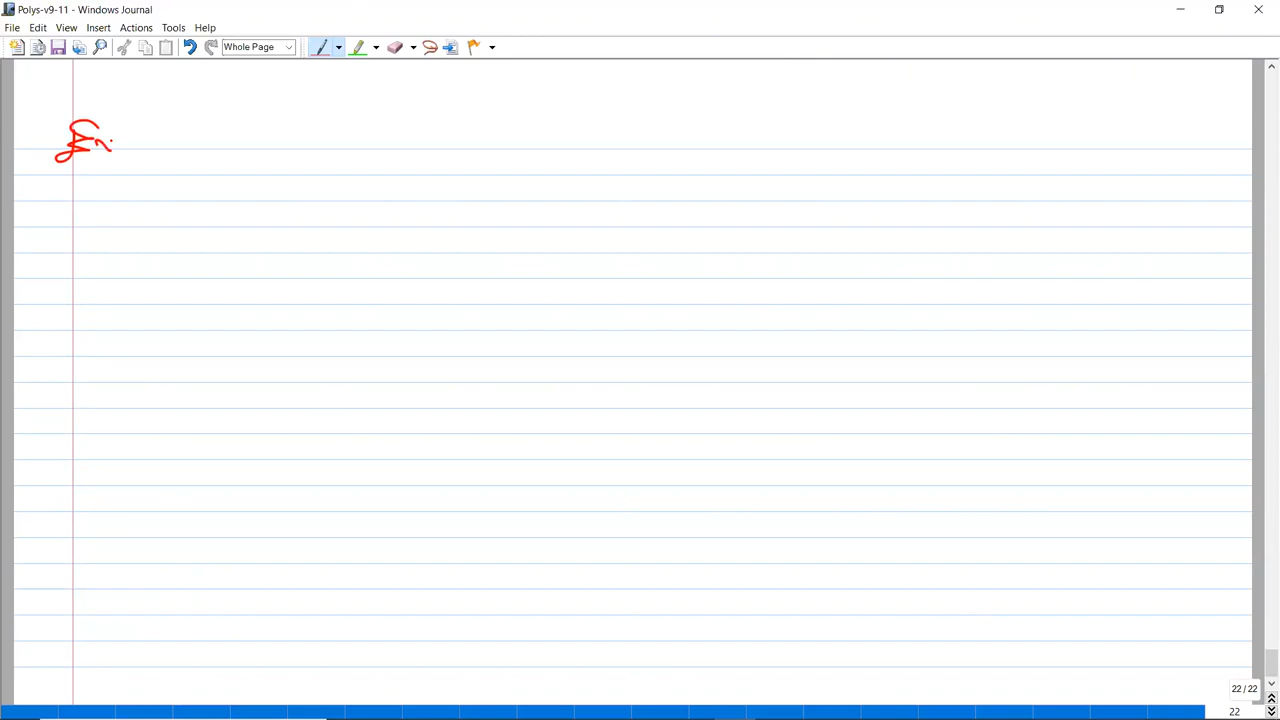 Polys-v9-11 - Windows Journal
File Edit View Insert Actions Tools Help
Whole Page
22 / 22
22